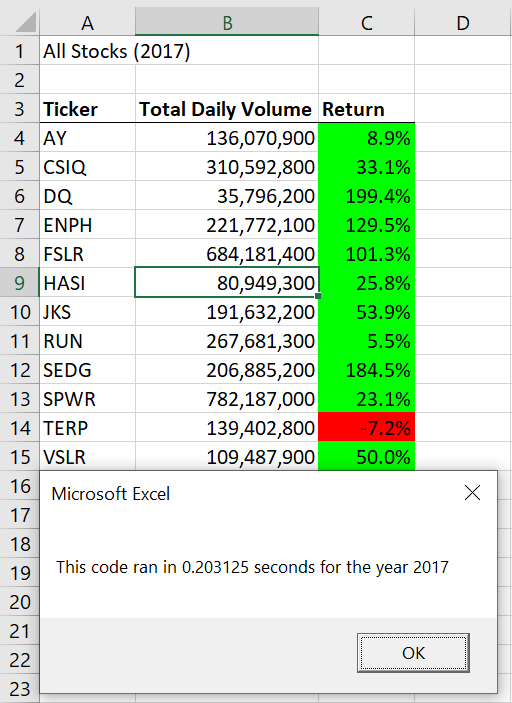 A B C D
1 All Stocks (2017)
2
3 Ticker Total Daily Volume Return
4 AY 136,070,900 8.9%
5 CSIQ 310,592,800 33.1%
6 DQ 35,796,200 199.4%
7 ENPH 221,772,100 129.5%
8 FSLR 684,181,400 101.3%
9 HASI 80,949,300 25.8%
10 JKS 191,632,200 53.9%
11 RUN 267,681,300 5.5%
12 SEDG 206,885,200 184.5%
13 SPWR 782,187,000 23.1%
14 TERP 139,402,800 -7.2%
15 VSLR 109,487,900 50.0%
16 Microsoft Excel
17
18
19 This code ran in 0.203125 seconds for the year 2017
20
21
22 OK
23